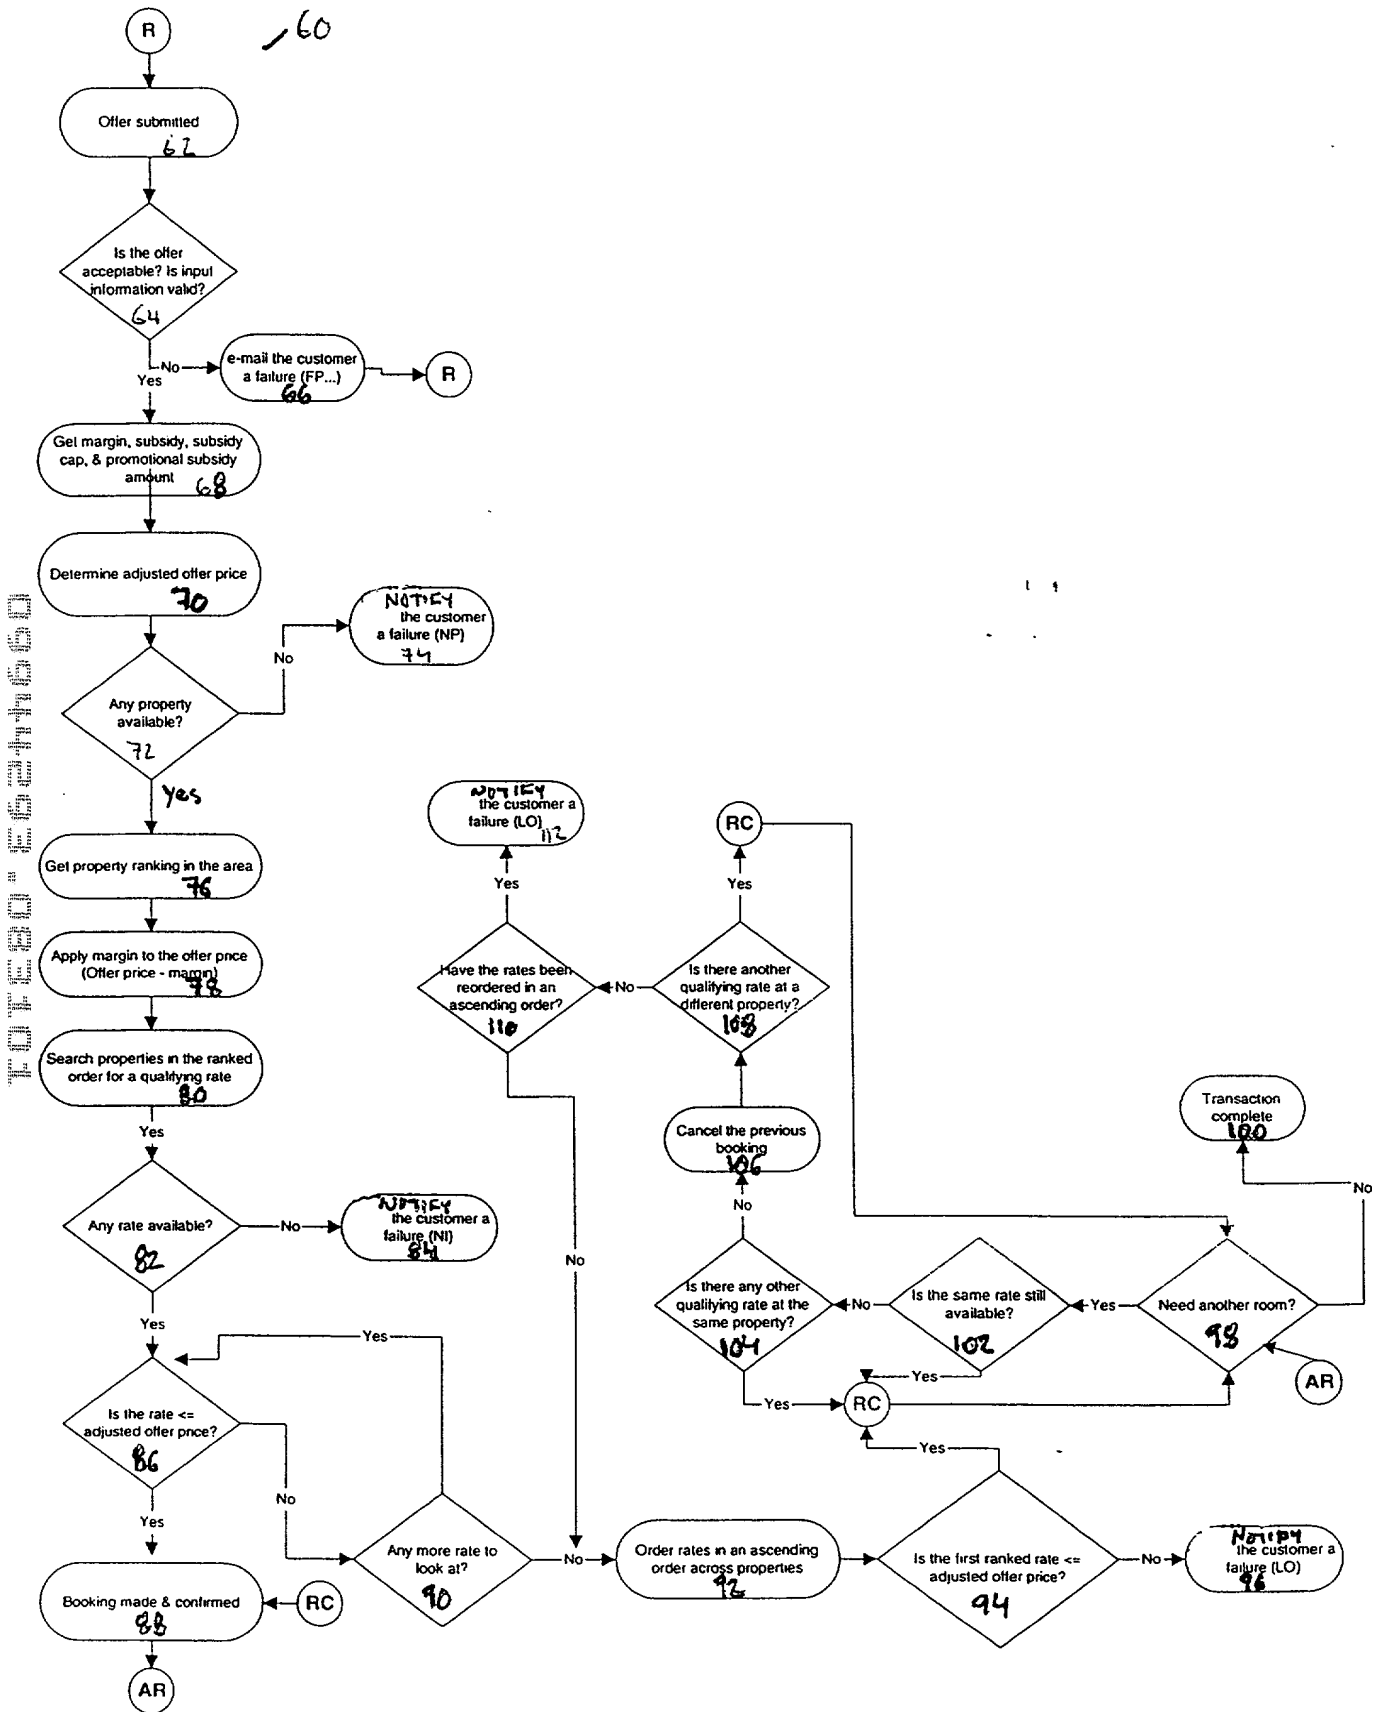 R
60
Offer submitted
62
Is the offer
acceptable? Is input
information valid?
64
No
Yes
e-mail the customer
a failure (FP...)
66
R
Get margin, subsidy, subsidy
cap, & promotional subsidy
amount
68
Determine adjusted offer price
70
NOTIFY
the customer
a failure (NP)
74
No
Any property
available?
72
Yes
Get property ranking in the area
76
Apply margin to the offer price
(Offer price - margin)
78
Search properties in the ranked
order for a qualifying rate
80
Yes
Any rate available?
82
No
NOTIFY
the customer a
failure (NI)
84
Yes
Yes
Is the rate <=
adjusted offer price?
86
No
Yes
Any more rate to
look at?
90
No
Booking made & confirmed
88
RC
AR
NOTIFY
the customer a
failure (LO)
112
Yes
Have the rates been
reordered in an
ascending order?
110
No
No
RC
Yes
Is there another
qualifying rate at a
different property?
108
Cancel the previous
booking
106
No
Is there any other
qualifying rate at the
same property?
104
No
Is the same rate still
available?
102
Yes
Need another room?
98
Transaction
complete
100
No
AR
Yes
RC
Yes
Yes
Order rates in an ascending
order across properties
92
Is the first ranked rate <=
adjusted offer price?
94
No
NOTIFY
the customer a
failure (LO)
96